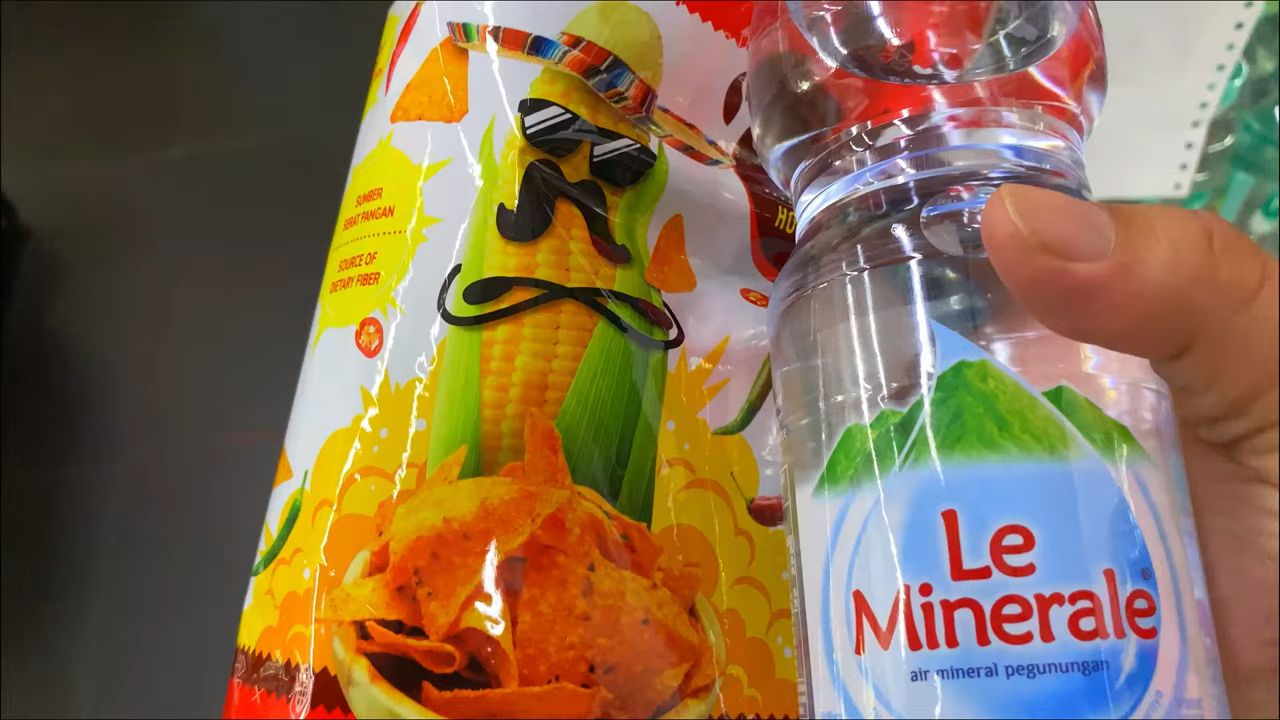 SUMBER
SERAT PANGAN
SOURCE OF
DIETARY FIBER
Le
Minerale®
air mineral pegunungan